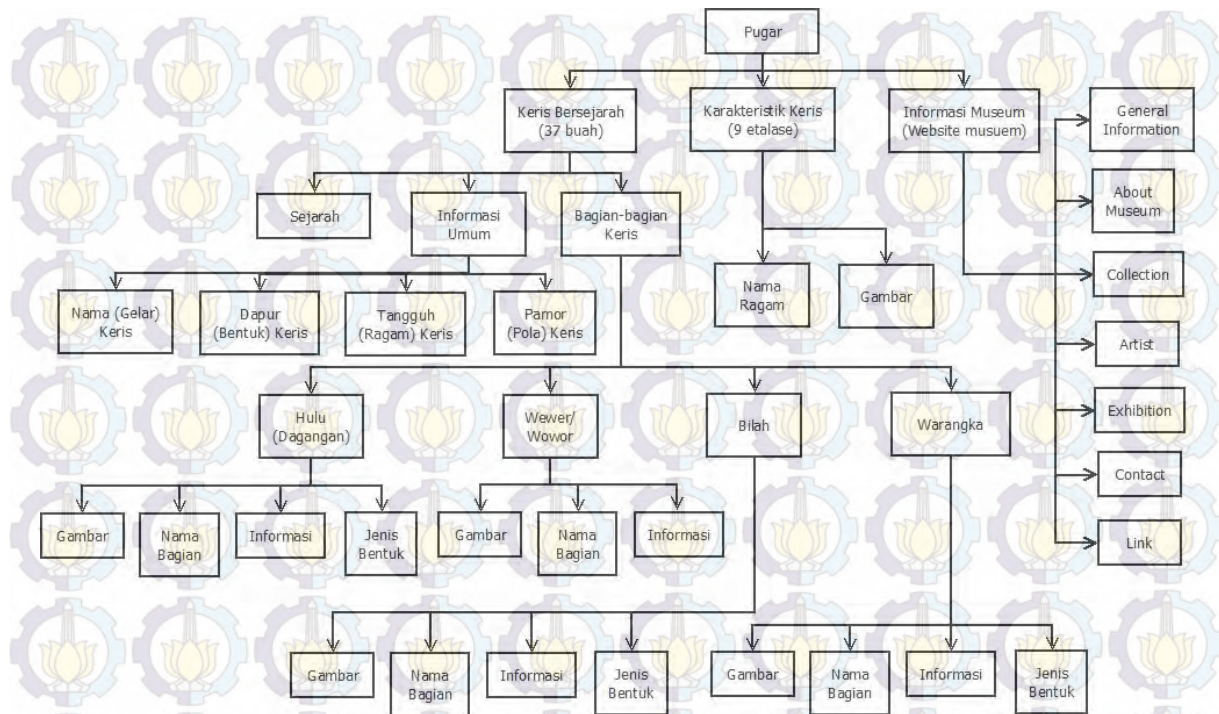 Pugar
Keris Bersejarah
(37 buah)
Karakteristik Keris
(9 etalase)
Informasi Museum
(Website musuem)
General
Information
About
Museum
Collection
Artist
Exhibition
Contact
Link
Sejarah
Informasi
Umum
Bagian-bagian
Keris
Nama
Ragam
Gambar
Nama (Gelar)
Keris
Dapur
(Bentuk) Keris
Tangguh
(Ragam) Keris
Pamor
(Pola) Keris
Hulu
(Dagangan)
Wewer/
Wowor
Bilah
Warangka
Gambar
Nama
Bagian
Informasi
Jenis
Bentuk
Gambar
Nama
Bagian
Informasi
Gambar
Nama
Bagian
Informasi
Jenis
Bentuk
Gambar
Nama
Bagian
Informasi
Jenis
Bentuk